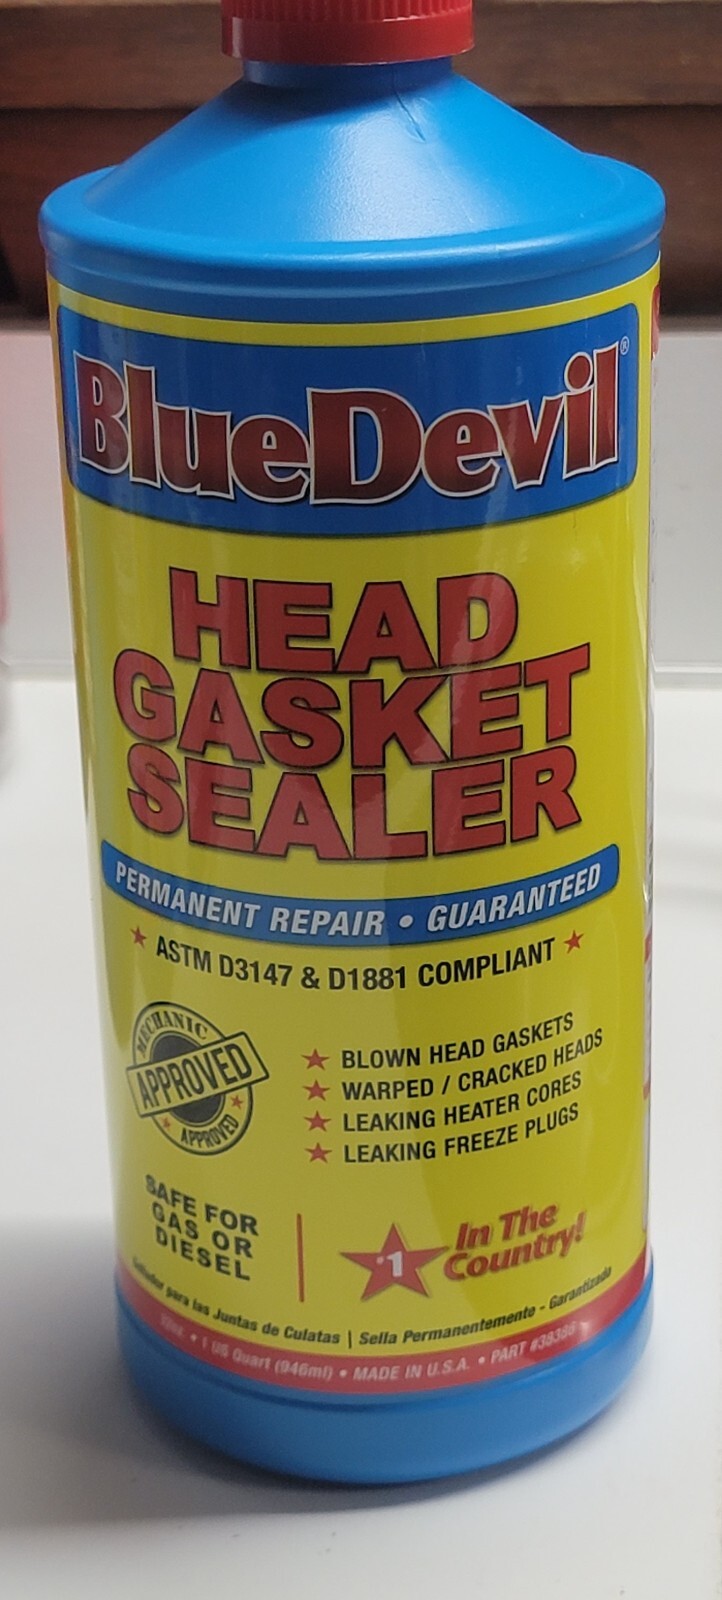 BlueDevil®
HEAD
GASKET
SEALER
PERMANENT REPAIR • GUARANTEED
★ ASTM D3147 & D1881 COMPLIANT ★
MECHANIC
APPROVED
APPROVED
★ BLOWN HEAD GASKETS
★ WARPED / CRACKED HEADS
★ LEAKING HEATER CORES
★ LEAKING FREEZE PLUGS
SAFE FOR
GAS OR
DIESEL
#1 In The
Country!
Sellador para las Juntas de Culatas | Sella Permanentemente - Garantizado
• 1 US Quart (946ml) • MADE IN U.S.A. • PART #38386